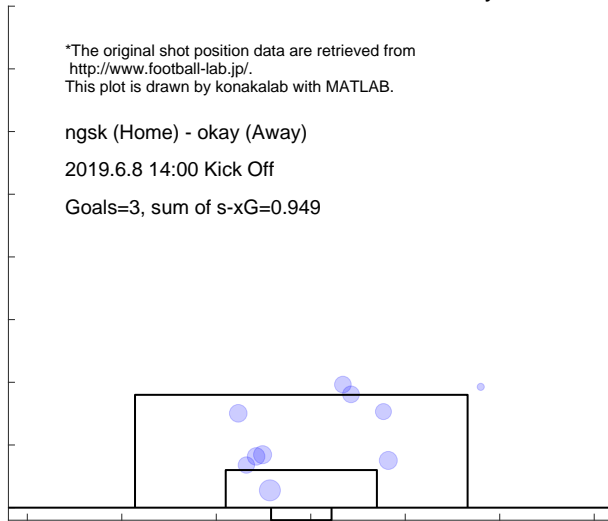 *The original shot position data are retrieved from
http://www.football-lab.jp/.
This plot is drawn by konakalab with MATLAB.
ngsk (Home) - okay (Away)
2019.6.8 14:00 Kick Off
Goals=3, sum of s-xG=0.949